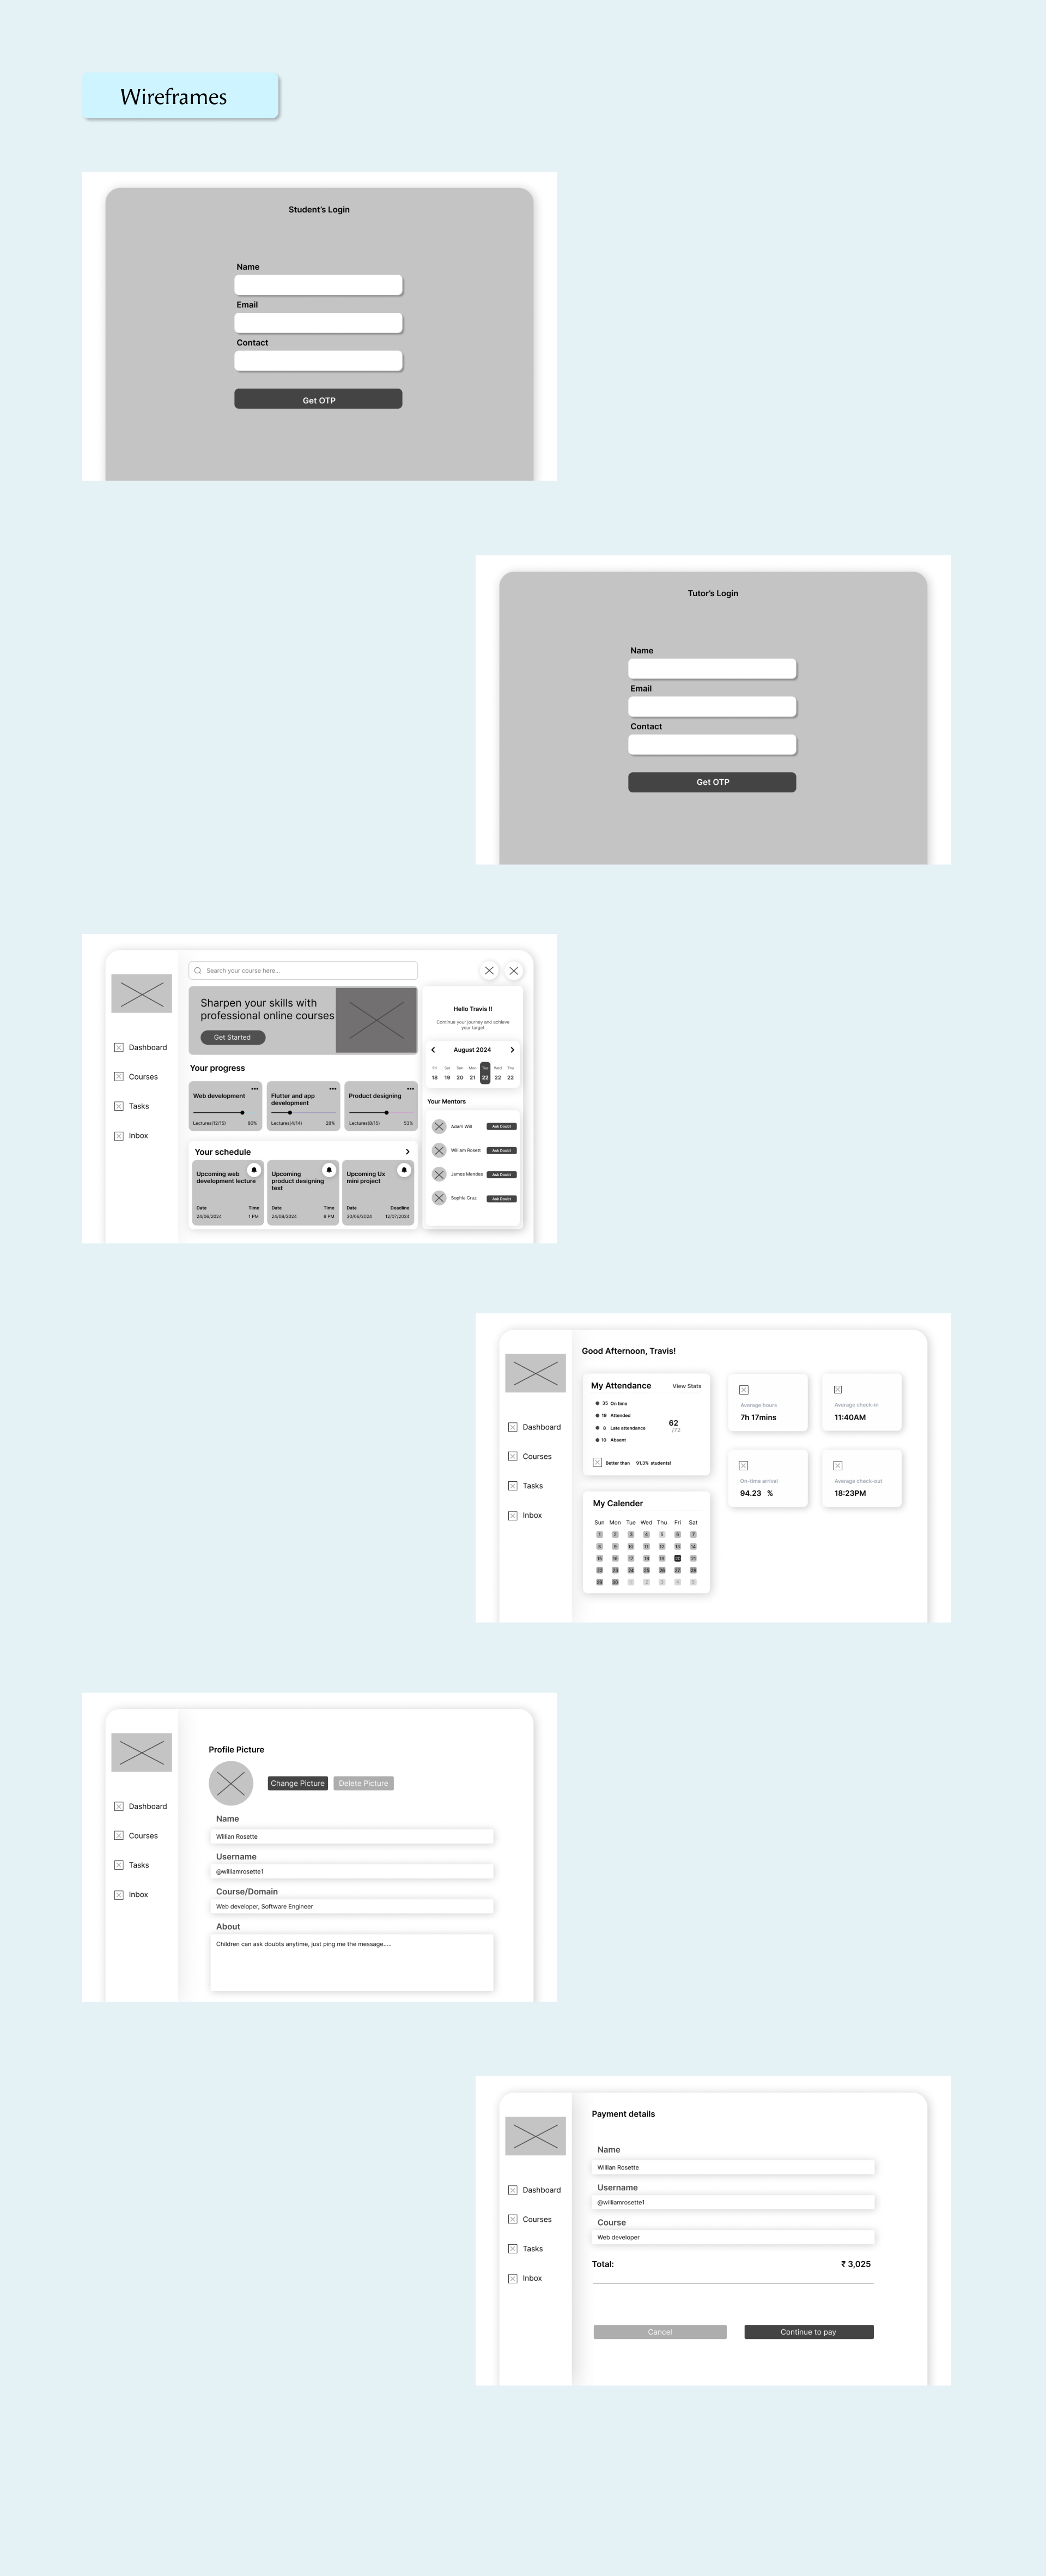 Wireframes
Student's Login
Name
Email
Contact
Get OTP
Tutor's Login
Name
Email
Contact
Get OTP
Dashboard
Courses
Tasks
Inbox
Search your course here...
Sharpen your skills with
professional online courses
Get Started
Your progress
Web development
Lectures(12/15)
80%
Flutter and app
development
Lectures(4/14)
28%
Product designing
Lectures(8/15)
53%
Your schedule
Upcoming web
development lecture
Date
Time
24/06/2024
1 PM
Upcoming
product designing
test
Date
Time
24/08/2024
8 PM
Upcoming Ux
mini project
Date
Deadline
30/06/2024
12/07/2024
Hello Travis !!
Continue your journey and achieve
your target
August 2024
Fri Sat Sun Mon Tue Wed Thu
18 19 20 21 22 22 22
Your Mentors
Adam Will
Ask Doubt
William Rosett
Ask Doubt
James Mendes
Ask Doubt
Sophia Cruz
Ask Doubt
Dashboard
Courses
Tasks
Inbox
Good Afternoon, Travis!
My Attendance
View Stats
35 On time
19 Attended
8 Late attendance
10 Absent
62
/72
Better than 91.3% students!
Average hours
7h 17mins
Average check-in
11:40AM
On-time arrival
94.23 %
Average check-out
18:23PM
My Calender
Sun Mon Tue Wed Thu Fri Sat
1 2 3 4 5 6 7
8 9 10 11 12 13 14
15 16 17 18 19 20 21
22 23 24 25 26 27 28
29 30 1 2 3 4 5
Dashboard
Courses
Tasks
Inbox
Profile Picture
Change Picture
Delete Picture
Name
Willian Rosette
Username
@williamrosette1
Course/Domain
Web developer, Software Engineer
About
Children can ask doubts anytime, just ping me the message.....
Dashboard
Courses
Tasks
Inbox
Payment details
Name
Willian Rosette
Username
@williamrosette1
Course
Web developer
Total:
₹ 3,025
Cancel
Continue to pay